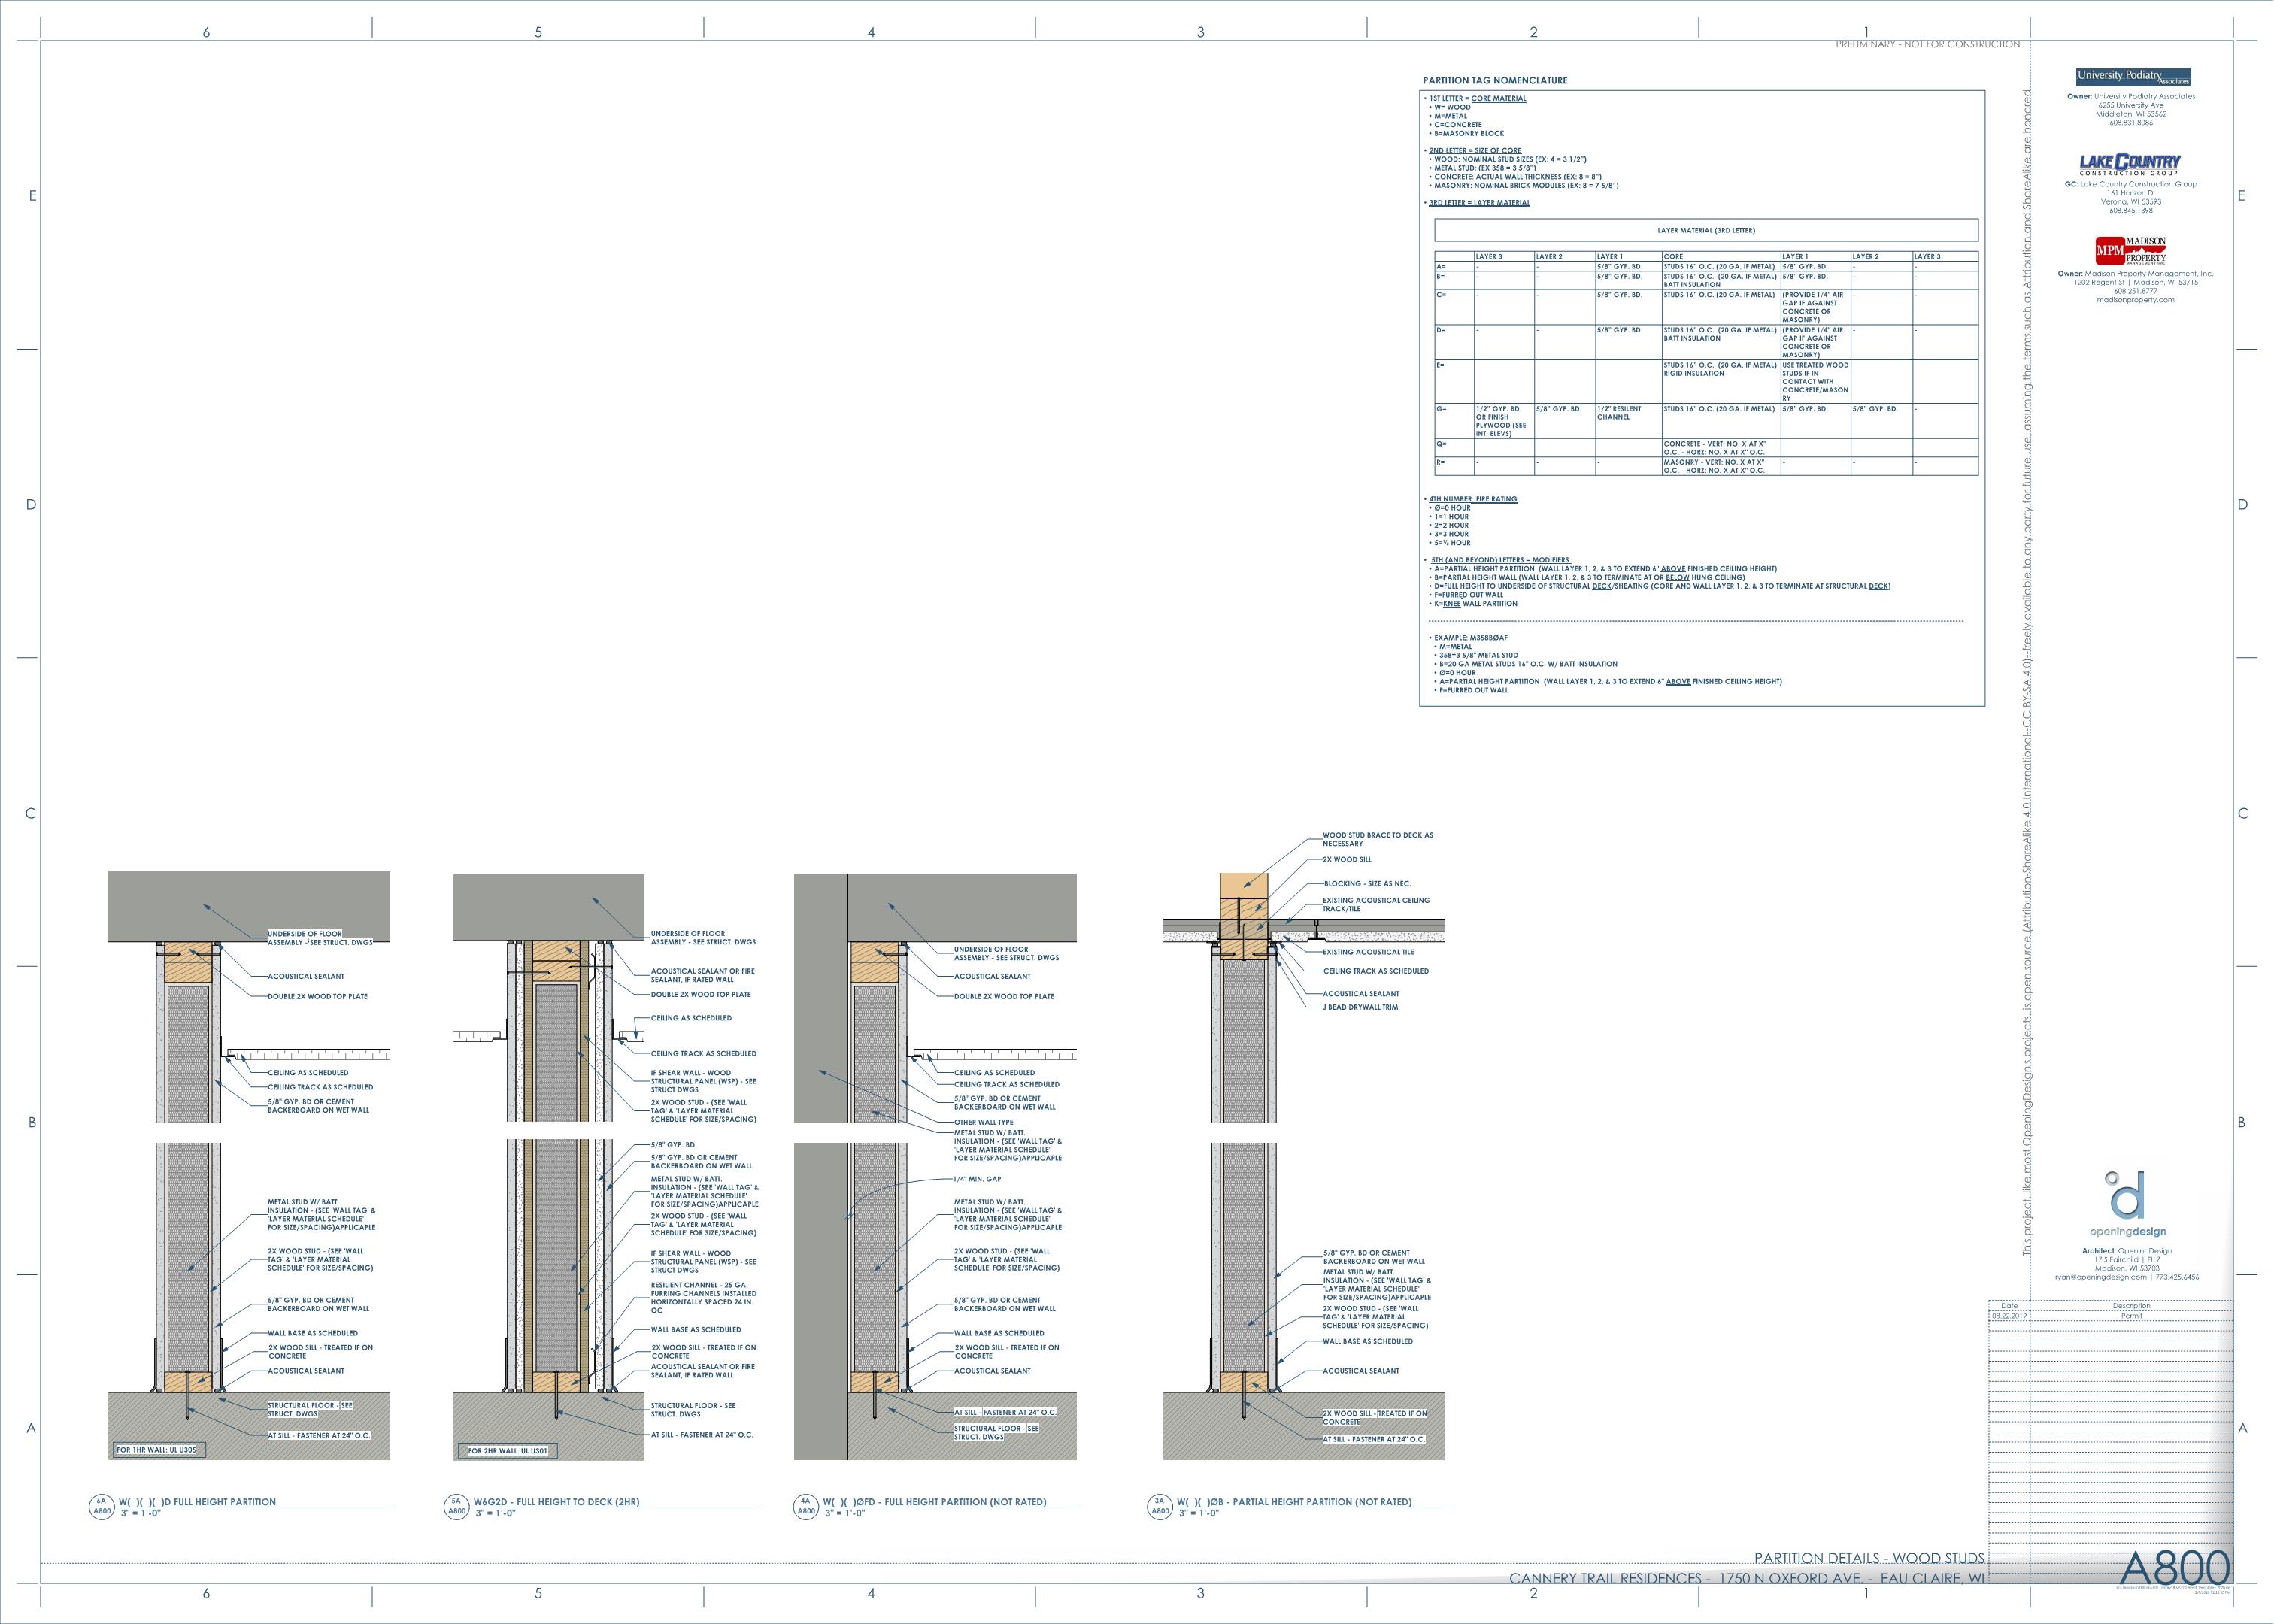 6
5
4
3
2
1
PRELIMINARY - NOT FOR CONSTRUCTION
E
D
C
B
A
PARTITION TAG NOMENCLATURE
• 1ST LETTER = CORE MATERIAL
• W= WOOD
• M=METAL
• C=CONCRETE
• B=MASONRY BLOCK
• 2ND LETTER = SIZE OF CORE
• WOOD: NOMINAL STUD SIZES (EX: 4 = 3 1/2")
• METAL STUD: (EX 358 = 3 5/8")
• CONCRETE: ACTUAL WALL THICKNESS (EX: 8 = 8")
• MASONRY: NOMINAL BRICK MODULES (EX: 8 = 7 5/8")
• 3RD LETTER = LAYER MATERIAL
LAYER MATERIAL (3RD LETTER)
LAYER 3 LAYER 2 LAYER 1 CORE LAYER 1 LAYER 2 LAYER 3
A= - - 5/8" GYP. BD. STUDS 16" O.C. (20 GA. IF METAL) 5/8" GYP. BD. - -
B= - - 5/8" GYP. BD. STUDS 16" O.C. (20 GA. IF METAL) 5/8" GYP. BD. - -
BATT INSULATION
C= - - 5/8" GYP. BD. STUDS 16" O.C. (20 GA. IF METAL) (PROVIDE 1/4" AIR - -
GAP IF AGAINST
CONCRETE OR
MASONRY)
D= - - 5/8" GYP. BD. STUDS 16" O.C. (20 GA. IF METAL) (PROVIDE 1/4" AIR - -
BATT INSULATION GAP IF AGAINST
CONCRETE OR
MASONRY)
E= STUDS 16" O.C. (20 GA. IF METAL) USE TREATED WOOD
RIGID INSULATION STUDS IF IN
CONTACT WITH
CONCRETE/MASON
RY
G= 1/2" GYP. BD. 5/8" GYP. BD. 1/2" RESILENT STUDS 16" O.C. (20 GA. IF METAL) 5/8" GYP. BD. 5/8" GYP. BD. -
OR FINISH CHANNEL
PLYWOOD (SEE
INT. ELEVS)
Q= CONCRETE - VERT: NO. X AT X"
O.C. - HORZ: NO. X AT X" O.C.
R= - - - MASONRY - VERT: NO. X AT X" - - -
O.C. - HORZ: NO. X AT X" O.C.
• 4TH NUMBER: FIRE RATING
• Ø=0 HOUR
• 1=1 HOUR
• 2=2 HOUR
• 3=3 HOUR
• 5=½ HOUR
• 5TH (AND BEYOND) LETTERS = MODIFIERS
• A=PARTIAL HEIGHT PARTITION (WALL LAYER 1, 2, & 3 TO EXTEND 6" ABOVE FINISHED CEILING HEIGHT)
• B=PARTIAL HEIGHT WALL (WALL LAYER 1, 2, & 3 TO TERMINATE AT OR BELOW HUNG CEILING)
• D=FULL HEIGHT TO UNDERSIDE OF STRUCTURAL DECK/SHEATING (CORE AND WALL LAYER 1, 2, & 3 TO TERMINATE AT STRUCTURAL DECK)
• F=FURRED OUT WALL
• K=KNEE WALL PARTITION
• EXAMPLE: M358BØAF
• M=METAL
• 358=3 5/8" METAL STUD
• B=20 GA METAL STUDS 16" O.C. W/ BATT INSULATION
• Ø=0 HOUR
• A=PARTIAL HEIGHT PARTITION (WALL LAYER 1, 2, & 3 TO EXTEND 6" ABOVE FINISHED CEILING HEIGHT)
• F=FURRED OUT WALL
UNDERSIDE OF FLOOR
ASSEMBLY - SEE STRUCT. DWGS
ACOUSTICAL SEALANT
DOUBLE 2X WOOD TOP PLATE
CEILING AS SCHEDULED
CEILING TRACK AS SCHEDULED
5/8" GYP. BD OR CEMENT
BACKERBOARD ON WET WALL
METAL STUD W/ BATT.
INSULATION - (SEE 'WALL TAG' &
'LAYER MATERIAL SCHEDULE'
FOR SIZE/SPACING)APPLICAPLE
2X WOOD STUD - (SEE 'WALL
TAG' & 'LAYER MATERIAL
SCHEDULE' FOR SIZE/SPACING)
5/8" GYP. BD OR CEMENT
BACKERBOARD ON WET WALL
WALL BASE AS SCHEDULED
2X WOOD SILL - TREATED IF ON
CONCRETE
ACOUSTICAL SEALANT
STRUCTURAL FLOOR - SEE
STRUCT. DWGS
AT SILL - FASTENER AT 24" O.C.
FOR 1HR WALL: UL U305
6A
A800
W( )( )( )D FULL HEIGHT PARTITION
3" = 1'-0"
UNDERSIDE OF FLOOR
ASSEMBLY - SEE STRUCT. DWGS
ACOUSTICAL SEALANT OR FIRE
SEALANT, IF RATED WALL
DOUBLE 2X WOOD TOP PLATE
CEILING AS SCHEDULED
CEILING TRACK AS SCHEDULED
IF SHEAR WALL - WOOD
STRUCTURAL PANEL (WSP) - SEE
STRUCT DWGS
2X WOOD STUD - (SEE 'WALL
TAG' & 'LAYER MATERIAL
SCHEDULE' FOR SIZE/SPACING)
5/8" GYP. BD
5/8" GYP. BD OR CEMENT
BACKERBOARD ON WET WALL
METAL STUD W/ BATT.
INSULATION - (SEE 'WALL TAG' &
'LAYER MATERIAL SCHEDULE'
FOR SIZE/SPACING)APPLICAPLE
2X WOOD STUD - (SEE 'WALL
TAG' & 'LAYER MATERIAL
SCHEDULE' FOR SIZE/SPACING)
IF SHEAR WALL - WOOD
STRUCTURAL PANEL (WSP) - SEE
STRUCT DWGS
RESILIENT CHANNEL - 25 GA.
FURRING CHANNELS INSTALLED
HORIZONTALLY SPACED 24 IN.
OC
WALL BASE AS SCHEDULED
2X WOOD SILL - TREATED IF ON
CONCRETE
ACOUSTICAL SEALANT OR FIRE
SEALANT, IF RATED WALL
STRUCTURAL FLOOR - SEE
STRUCT. DWGS
AT SILL - FASTENER AT 24" O.C.
FOR 2HR WALL: UL U301
5A
A800
W6G2D - FULL HEIGHT TO DECK (2HR)
3" = 1'-0"
UNDERSIDE OF FLOOR
ASSEMBLY - SEE STRUCT. DWGS
ACOUSTICAL SEALANT
DOUBLE 2X WOOD TOP PLATE
CEILING AS SCHEDULED
CEILING TRACK AS SCHEDULED
5/8" GYP. BD OR CEMENT
BACKERBOARD ON WET WALL
OTHER WALL TYPE
METAL STUD W/ BATT.
INSULATION - (SEE 'WALL TAG' &
'LAYER MATERIAL SCHEDULE'
FOR SIZE/SPACING)APPLICAPLE
1/4" MIN. GAP
METAL STUD W/ BATT.
INSULATION - (SEE 'WALL TAG' &
'LAYER MATERIAL SCHEDULE'
FOR SIZE/SPACING)APPLICAPLE
2X WOOD STUD - (SEE 'WALL
TAG' & 'LAYER MATERIAL
SCHEDULE' FOR SIZE/SPACING)
5/8" GYP. BD OR CEMENT
BACKERBOARD ON WET WALL
WALL BASE AS SCHEDULED
2X WOOD SILL - TREATED IF ON
CONCRETE
ACOUSTICAL SEALANT
AT SILL - FASTENER AT 24" O.C.
STRUCTURAL FLOOR - SEE
STRUCT. DWGS
4A
A800
W( )( )ØFD - FULL HEIGHT PARTITION (NOT RATED)
3" = 1'-0"
WOOD STUD BRACE TO DECK AS
NECESSARY
2X WOOD SILL
BLOCKING - SIZE AS NEC.
EXISTING ACOUSTICAL CEILING
TRACK/TILE
EXISTING ACOUSTICAL TILE
CEILING TRACK AS SCHEDULED
ACOUSTICAL SEALANT
J BEAD DRYWALL TRIM
5/8" GYP. BD OR CEMENT
BACKERBOARD ON WET WALL
METAL STUD W/ BATT.
INSULATION - (SEE 'WALL TAG' &
'LAYER MATERIAL SCHEDULE'
FOR SIZE/SPACING)APPLICAPLE
2X WOOD STUD - (SEE 'WALL
TAG' & 'LAYER MATERIAL
SCHEDULE' FOR SIZE/SPACING)
WALL BASE AS SCHEDULED
ACOUSTICAL SEALANT
2X WOOD SILL - TREATED IF ON
CONCRETE
AT SILL - FASTENER AT 24" O.C.
3A
A800
W( )( )ØB - PARTIAL HEIGHT PARTITION (NOT RATED)
3" = 1'-0"
This project, like most OpeningDesign's projects, is open source. (Attribution-ShareAlike 4.0 International - CC BY-SA 4.0)...freely available to any party for future use, assuming the terms such as Attribution and ShareAlike are honored.
University Podiatry
Associates
Owner: University Podiatry Associates
6255 University Ave
Middleton, WI 53562
608.831.8086
LAKE COUNTRY
CONSTRUCTION GROUP
GC: Lake Country Construction Group
161 Horizon Dr
Verona, WI 53593
608.845.1398
MPM MADISON
PROPERTY
MANAGEMENT INC
Owner: Madison Property Management, Inc.
1202 Regent St | Madison, WI 53715
608.251.8777
madisonproperty.com
E
D
C
B
A
openingdesign
Architect: OpeningDesign
17 S Fairchild | FL 7
Madison, WI 53703
ryan@openingdesign.com | 773.425.6456
Date Description
08.22.2019 Permit
PARTITION DETAILS - WOOD STUDS
CANNERY TRAIL RESIDENCES - 1750 N OXFORD AVE. - EAU CLAIRE, WI
A800
6
5
4
3
2
1